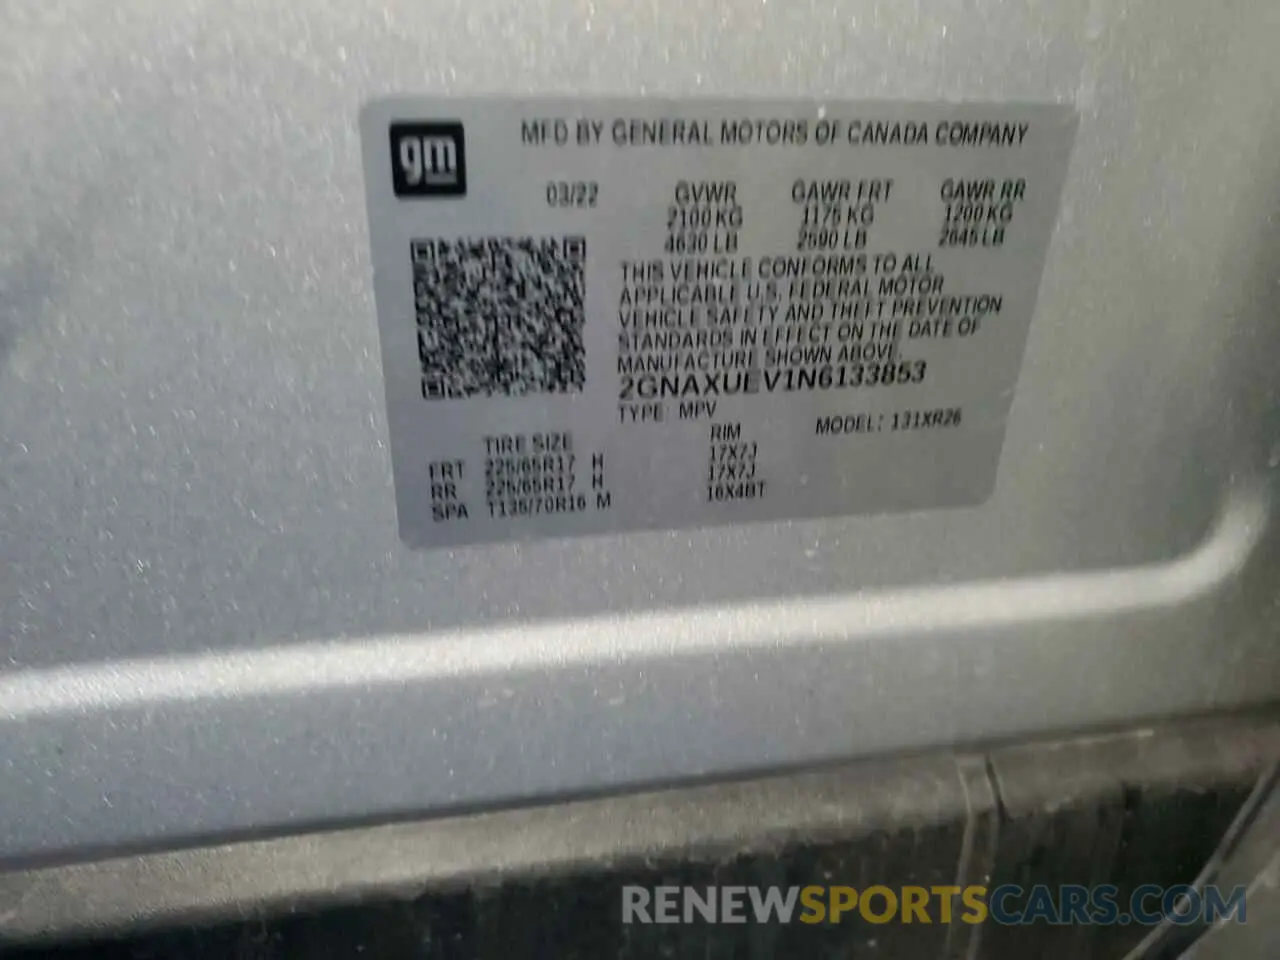 gm
MFD BY GENERAL MOTORS OF CANADA COMPANY
03/22 GVWR GAWR FRT GAWR RR
2100 KG 1175 KG 1200 KG
4630 LB 2590 LB 2645 LB
THIS VEHICLE CONFORMS TO ALL
APPLICABLE U.S. FEDERAL MOTOR
VEHICLE SAFETY AND THEFT PREVENTION
STANDARDS IN EFFECT ON THE DATE OF
MANUFACTURE SHOWN ABOVE.
2GNAXUEV1N6133853
TYPE: MPV MODEL: 131XR26
TIRE SIZE RIM
FRT 225/65R17 H 17X7J
RR 225/65R17 H 17X7J
SPA T135/70R16 M 16X4BT
RENEWSPORTSCARS.COM